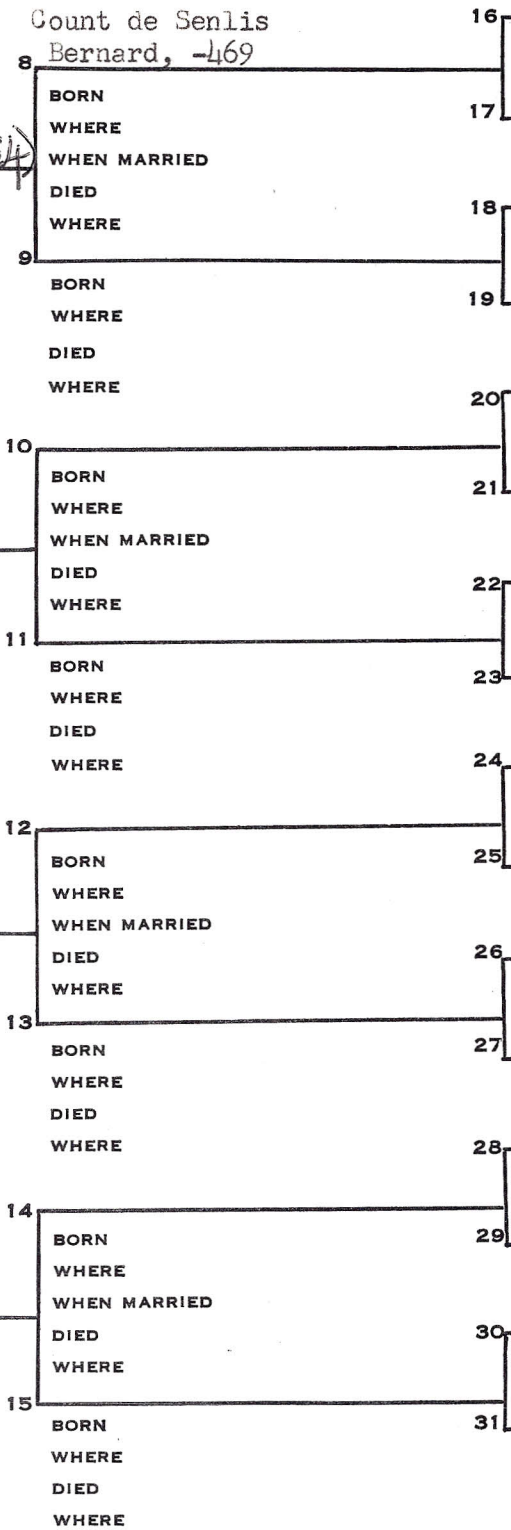 Count de Senlis
Bernard, -469
8
BORN
WHERE
WHEN MARRIED
DIED
WHERE
9
BORN
WHERE
DIED
WHERE
10
BORN
WHERE
WHEN MARRIED
DIED
WHERE
11
BORN
WHERE
DIED
WHERE
12
BORN
WHERE
WHEN MARRIED
DIED
WHERE
13
BORN
WHERE
DIED
WHERE
14
BORN
WHERE
WHEN MARRIED
DIED
WHERE
15
BORN
WHERE
DIED
WHERE
16
17
18
19
20
21
22
23
24
25
26
27
28
29
30
31